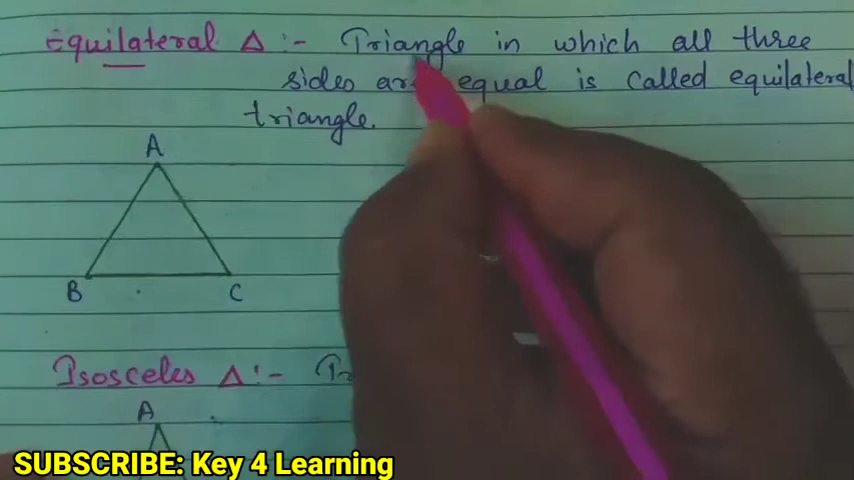 Equilateral Δ :- Triangle in which all three
sides are equal is called equilateral
triangle.
A
B
C
Isosceles Δ :-
A
SUBSCRIBE: Key 4 Learning